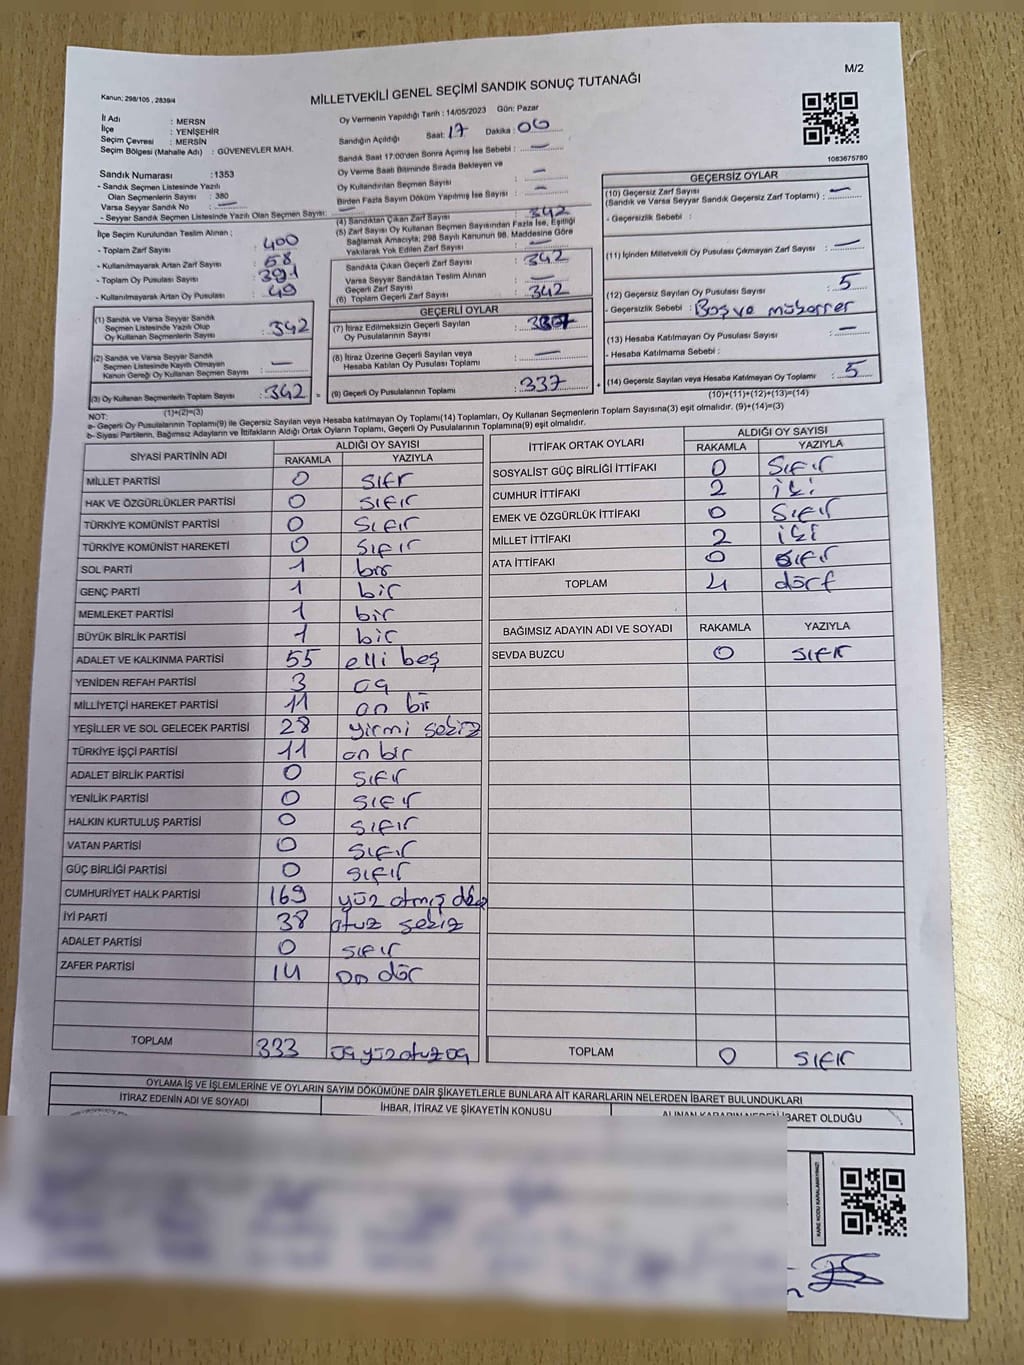 M/2
Kanun; 298/105 , 2839/4
MİLLETVEKİLİ GENEL SEÇİMİ SANDIK SONUÇ TUTANAĞI
İl Adı : MERSN
İlçe : YENİŞEHİR
Seçim Çevresi : MERSİN
Seçim Bölgesi (Mahalle Adı) : GÜVENEVLER MAH.
Sandık Numarası :1353
- Sandık Seçmen Listesinde Yazılı
Olan Seçmenlerin Sayısı : 380
Varsa Seyyar Sandık No : —
- Seyyar Sandık Seçmen Listesinde Yazılı Olan Seçmen Sayısı: —
Oy Vermenin Yapıldığı Tarih : 14/05/2023 Gün: Pazar
Sandığın Açıldığı Saat: 17 Dakika : 06
Sandık Saat 17:00'den Sonra Açımış İse Sebebi : —
Oy Verme Saati Bitiminde Sırada Bekleyen ve
Oy Kullandırılan Seçmen Sayısı : —
Birden Fazla Sayım Dökümü Yapılmış İse Sayısı : —
1083675780
İlçe Seçim Kurulundan Teslim Alınan ;
- Toplam Zarf Sayısı : 400
- Kullanılmayarak Artan Zarf Sayısı : 58
- Toplam Oy Pusulası Sayısı : 391
- Kullanılmayarak Artan Oy Pusulası : 49
(4) Sandıktan Çıkan Zarf Sayısı : 342
(5) Zarf Sayısı Oy Kullanan Seçmen Sayısından Fazla İse, Eşitliği
Sağlamak Amacıyla; 298 Sayılı Kanunun 98. Maddesine Göre
Yakılarak Yok Edilen Zarf Sayısı : —
Sandıkta Çıkan Geçerli Zarf Sayısı : 342
Varsa Seyyar Sandıktan Teslim Alınan
Geçerli Zarf Sayısı : —
(6) Toplam Geçerli Zarf Sayısı : 342
(1) Sandık ve Varsa Seyyar Sandık
Seçmen Listesinde Yazılı Olup
Oy Kullanan Seçmenlerin Sayısı : 342
(2) Sandık ve Varsa Seyyar Sandık
Seçmen Listesinde Kayıtlı Olmayan
Kanun Gereği Oy Kullanan Seçmen Sayısı : —
(3) Oy Kullanan Seçmenlerin Toplam Sayısı : 342 =
(1)+(2)=(3)
GEÇERLİ OYLAR
(7) İtiraz Edilmeksizin Geçerli Sayılan
Oy Pusulası Toplamı : 337
(8) İtiraz Üzerine Geçerli Sayılan veya
Hesaba Katılan Oy Pusulası Toplamı : —
(9) Geçerli Oy Pusulalarının Toplamı : 337 +
GEÇERSİZ OYLAR
(10) Geçersiz Zarf Sayısı
(Sandık ve Varsa Seyyar Sandık Geçersiz Zarf Toplamı) : —
- Geçersizlik Sebebi :
(11) İçinden Milletvekili Oy Pusulası Çıkmayan Zarf Sayısı : —
(12) Geçersiz Sayılan Oy Pusulası Sayısı : 5
- Geçersizlik Sebebi : Boş ve mükerrer
(13) Hesaba Katılmayan Oy Pusulası Sayısı : —
- Hesaba Katılmama Sebebi :
(14) Geçersiz Sayılan veya Hesaba Katılmayan Oy Toplamı : 5
(10)+(11)+(12)+(13)=(14)
NOT:
a- Geçerli Oy Pusulalarının Toplamı(9) ile Geçersiz Sayılan veya Hesaba katılmayan Oy Toplamı(14) Toplamları, Oy Kullanan Seçmenlerin Toplam Sayısına(3) eşit olmalıdır. (9)+(14)=(3)
b- Siyasi Partilerin, Bağımsız Adayların ve İttifakların Aldığı Ortak Oyların Toplamı, Geçerli Oy Pusulalarının Toplamına(9) eşit olmalıdır.
SİYASİ PARTİNİN ADI ALDIĞI OY SAYISI
RAKAMLA YAZIYLA
MİLLET PARTİSİ 0 sıfır
HAK VE ÖZGÜRLÜKLER PARTİSİ 0 sıfır
TÜRKİYE KOMÜNİST PARTİSİ 0 sıfır
TÜRKİYE KOMÜNİST HAREKETİ 0 sıfır
SOL PARTİ 1 bir
GENÇ PARTİ 1 bir
MEMLEKET PARTİSİ 1 bir
BÜYÜK BİRLİK PARTİSİ 1 bir
ADALET VE KALKINMA PARTİSİ 55 elli beş
YENİDEN REFAH PARTİSİ 3 üç
MİLLİYETÇİ HAREKET PARTİSİ 11 on bir
YEŞİLLER VE SOL GELECEK PARTİSİ 28 yirmi sekiz
TÜRKİYE İŞÇİ PARTİSİ 11 on bir
ADALET BİRLİK PARTİSİ 0 sıfır
YENİLİK PARTİSİ 0 sıfır
HALKIN KURTULUŞ PARTİSİ 0 sıfır
VATAN PARTİSİ 0 sıfır
GÜÇ BİRLİĞİ PARTİSİ 0 sıfır
CUMHURİYET HALK PARTİSİ 169 yüz atmış
İYİ PARTİ 38 otuz sekiz
ADALET PARTİSİ 0 sıfır
ZAFER PARTİSİ 14 on dör
TOPLAM 333 üç yüz otuz üç
İTTİFAK ORTAK OYLARI ALDIĞI OY SAYISI
RAKAMLA YAZIYLA
SOSYALİST GÜÇ BİRLİĞİ İTTİFAKI 0 sıfır
CUMHUR İTTİFAKI 2 iki
EMEK VE ÖZGÜRLÜK İTTİFAKI 0 sıfır
MİLLET İTTİFAKI 2 iki
ATA İTTİFAKI 0 sıfır
TOPLAM 4 dört
BAĞIMSIZ ADAYIN ADI VE SOYADI RAKAMLA YAZIYLA
SEVDA BUZCU 0 sıfır
TOPLAM 0 sıfır
OYLAMA İŞ VE İŞLEMLERİNE VE OYLARIN SAYIM DÖKÜMÜNE DAİR ŞİKAYETLERLE BUNLARA AİT KARARLARIN NELERDEN İBARET BULUNDUKLARI
İTİRAZ EDENİN ADI VE SOYADI İHBAR, İTİRAZ VE ŞİKAYETİN KONUSU ALINAN KARARIN NEDEN İBARET OLDUĞU
KARE KODU KARALAMAYINIZ!